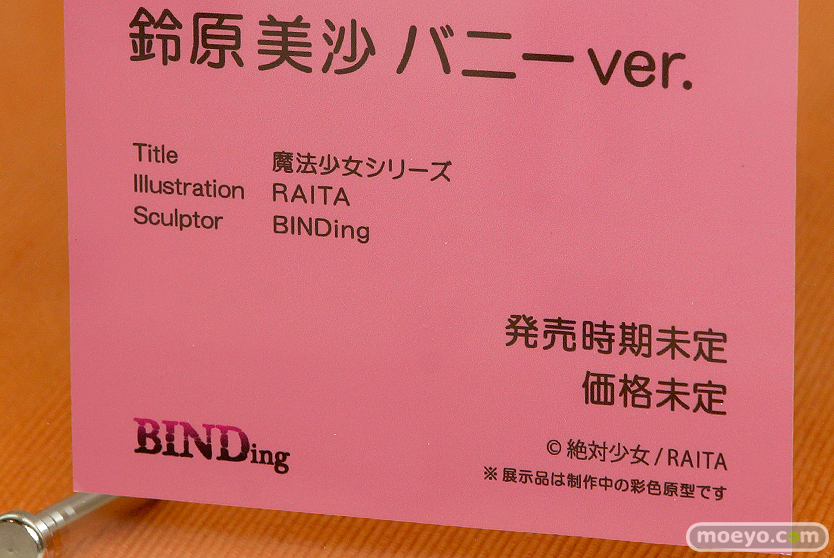 鈴原美沙 バニーver.
Title 魔法少女シリーズ
Illustration RAITA
Sculptor BINDing
発売時期未定
価格未定
BINDing
© 絶対少女/RAITA
※展示品は制作中の彩色原型です
moeyo.com